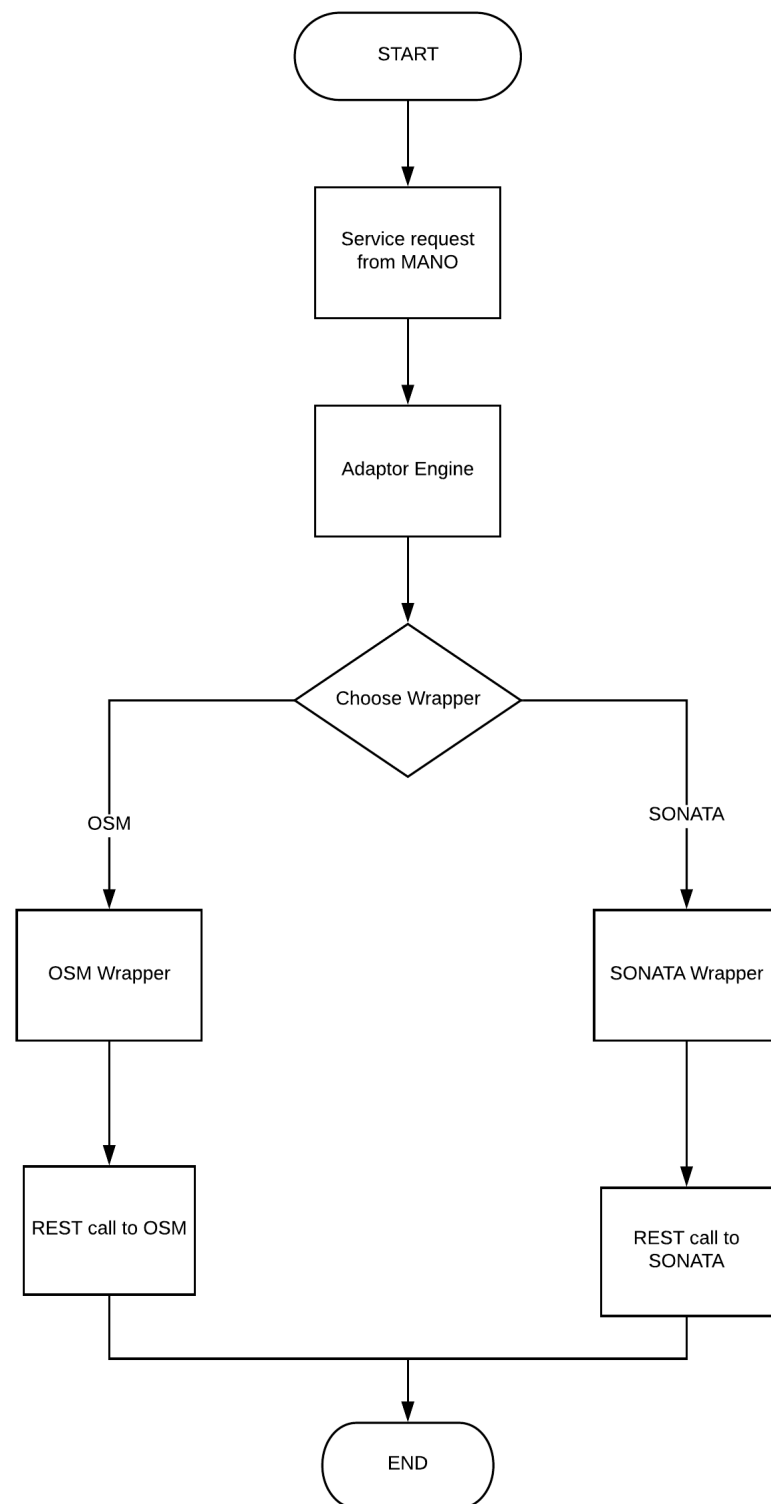 START
Service request
from MANO
Adaptor Engine
Choose Wrapper
OSM
SONATA
OSM Wrapper
SONATA Wrapper
REST call to OSM
REST call to
SONATA
END